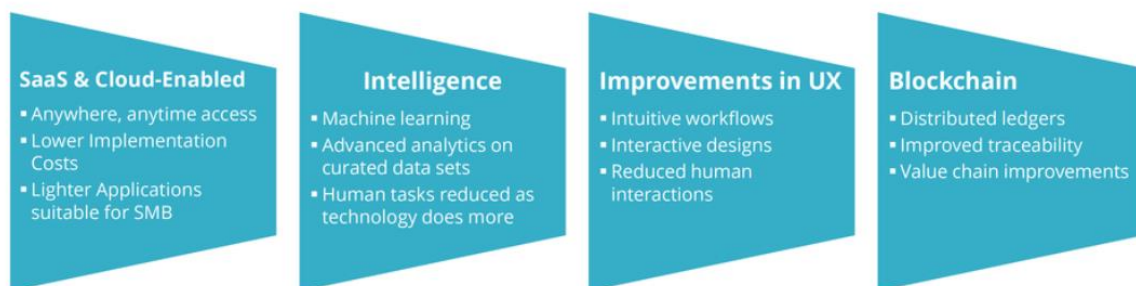 SaaS & Cloud-Enabled
▪ Anywhere, anytime access
▪ Lower Implementation
Costs
▪ Lighter Applications
suitable for SMB
Intelligence
▪ Machine learning
▪ Advanced analytics on
curated data sets
▪ Human tasks reduced as
technology does more
Improvements in UX
▪ Intuitive workflows
▪ Interactive designs
▪ Reduced human
interactions
Blockchain
▪ Distributed ledgers
▪ Improved traceability
▪ Value chain improvements